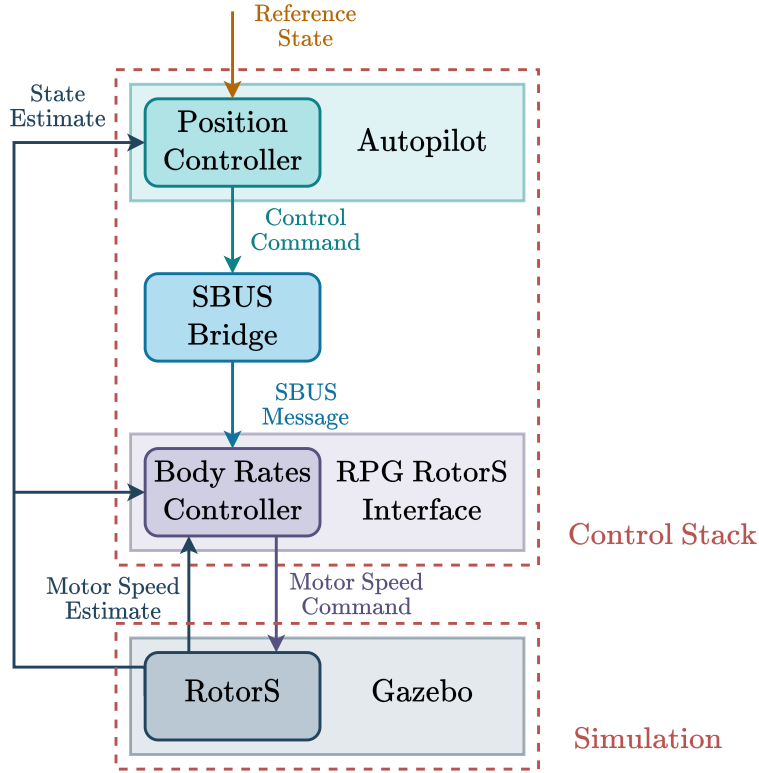 Reference
State
State
Estimate
Position
Controller
Autopilot
Control
Command
SBUS
Bridge
SBUS
Message
Body Rates
Controller
RPG RotorS
Interface
Control Stack
Motor Speed
Estimate
Motor Speed
Command
RotorS
Gazebo
Simulation